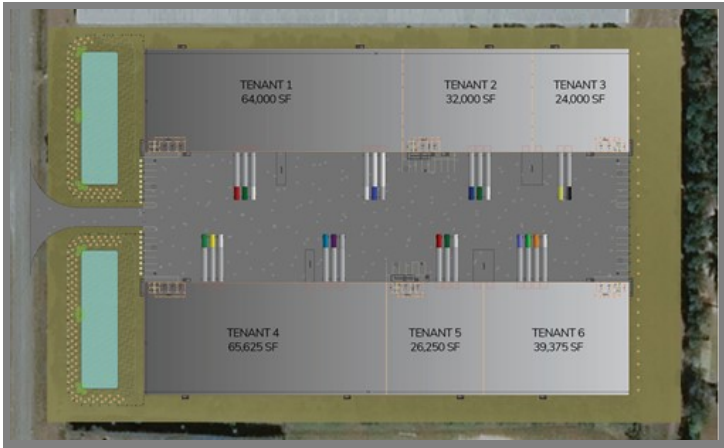 TENANT 1
64,000 SF
TENANT 2
32,000 SF
TENANT 3
24,000 SF
TENANT 4
65,625 SF
TENANT 5
26,250 SF
TENANT 6
39,375 SF